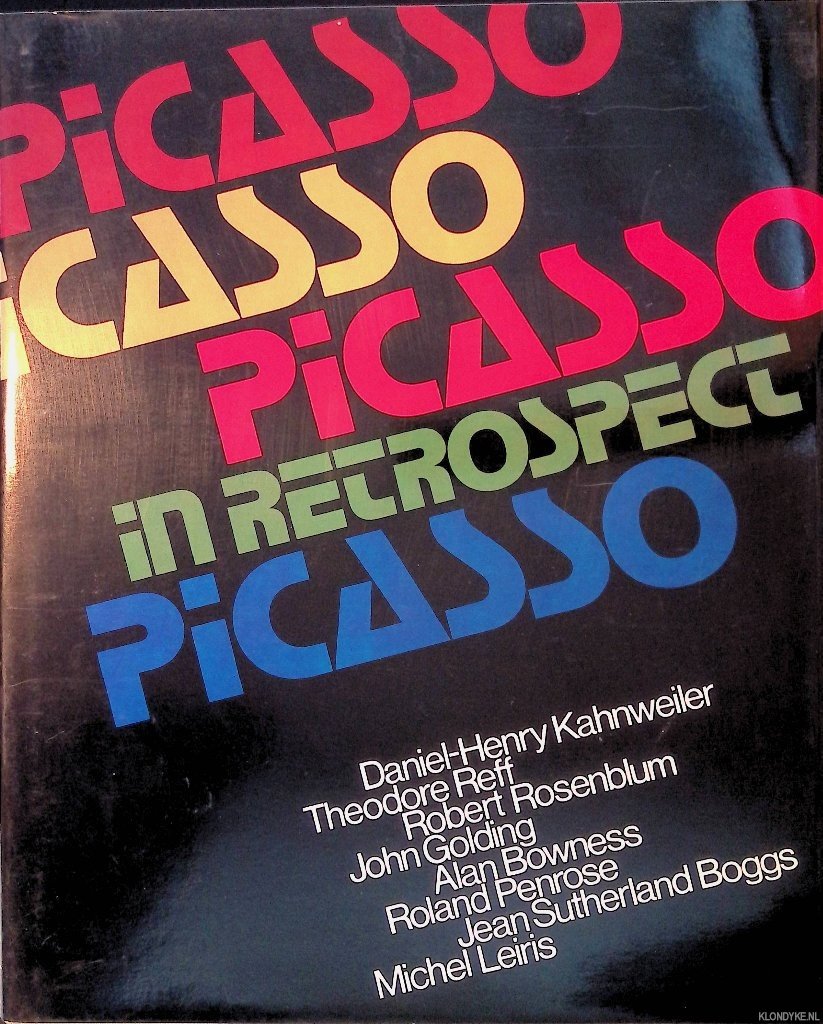 PiCASSO
iCASSO
PiCASSO
in RETROSPECT
PiCASSO
Daniel-Henry Kahnweiler
Theodore Reff
Robert Rosenblum
John Golding
Alan Bowness
Roland Penrose
Jean Sutherland Boggs
Michel Leiris
KLONDYKE.NL